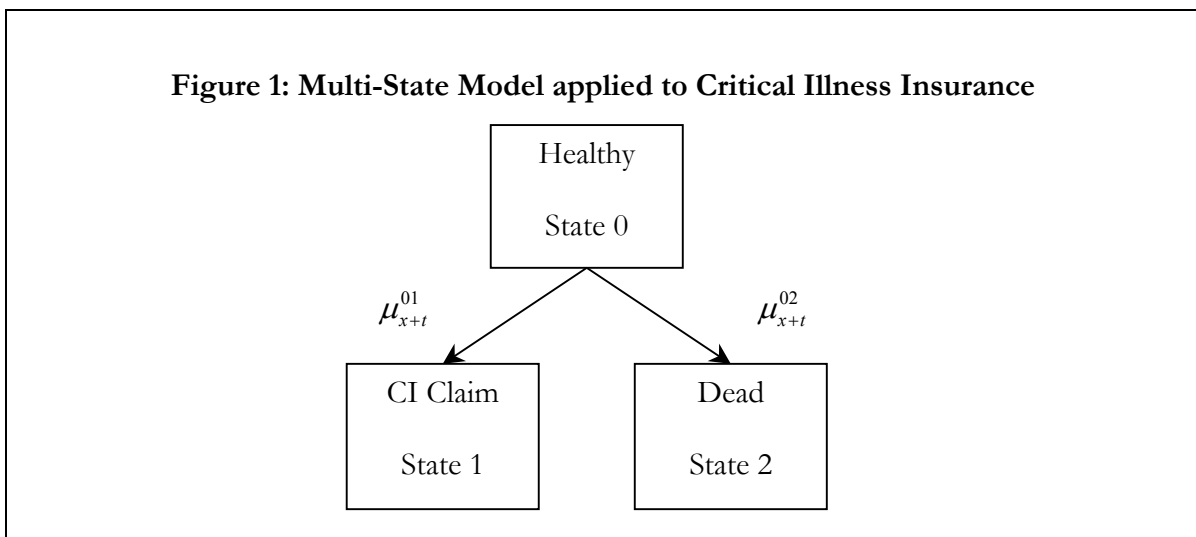 Figure 1: Multi-State Model applied to Critical Illness Insurance
Healthy
State 0
μ^{01}_{x+t}
μ^{02}_{x+t}
CI Claim
State 1
Dead
State 2